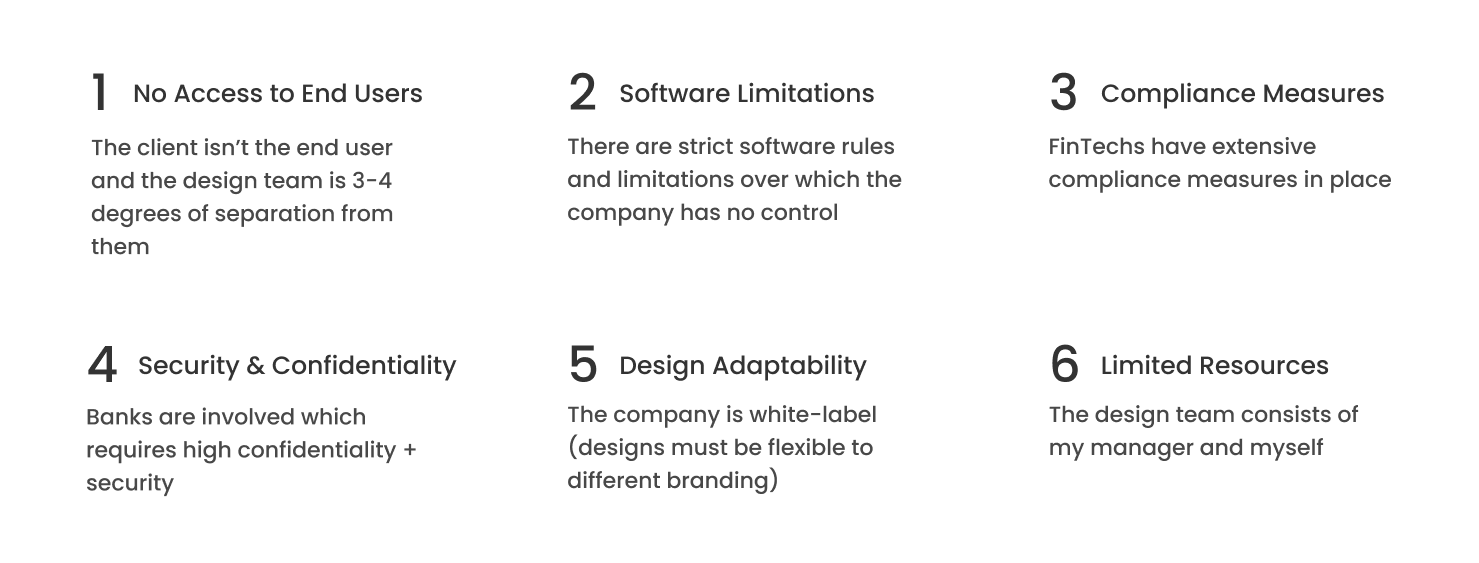 1 No Access to End Users
The client isn’t the end user
and the design team is 3-4
degrees of separation from
them
2 Software Limitations
There are strict software rules
and limitations over which the
company has no control
3 Compliance Measures
FinTechs have extensive
compliance measures in place
4 Security & Confidentiality
Banks are involved which
requires high confidentiality +
security
5 Design Adaptability
The company is white-label
(designs must be flexible to
different branding)
6 Limited Resources
The design team consists of
my manager and myself